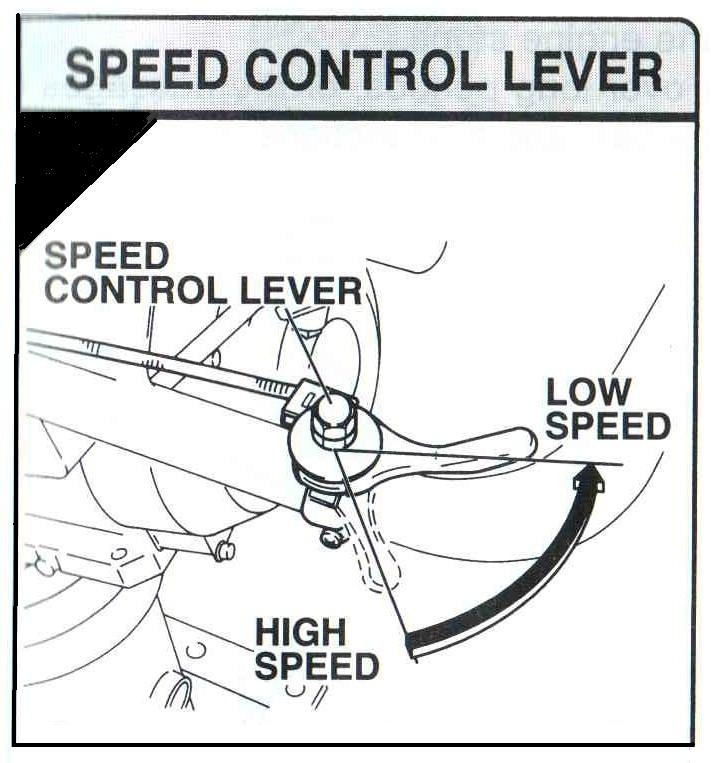 SPEED CONTROL LEVER
SPEED
CONTROL LEVER
LOW
SPEED
HIGH
SPEED